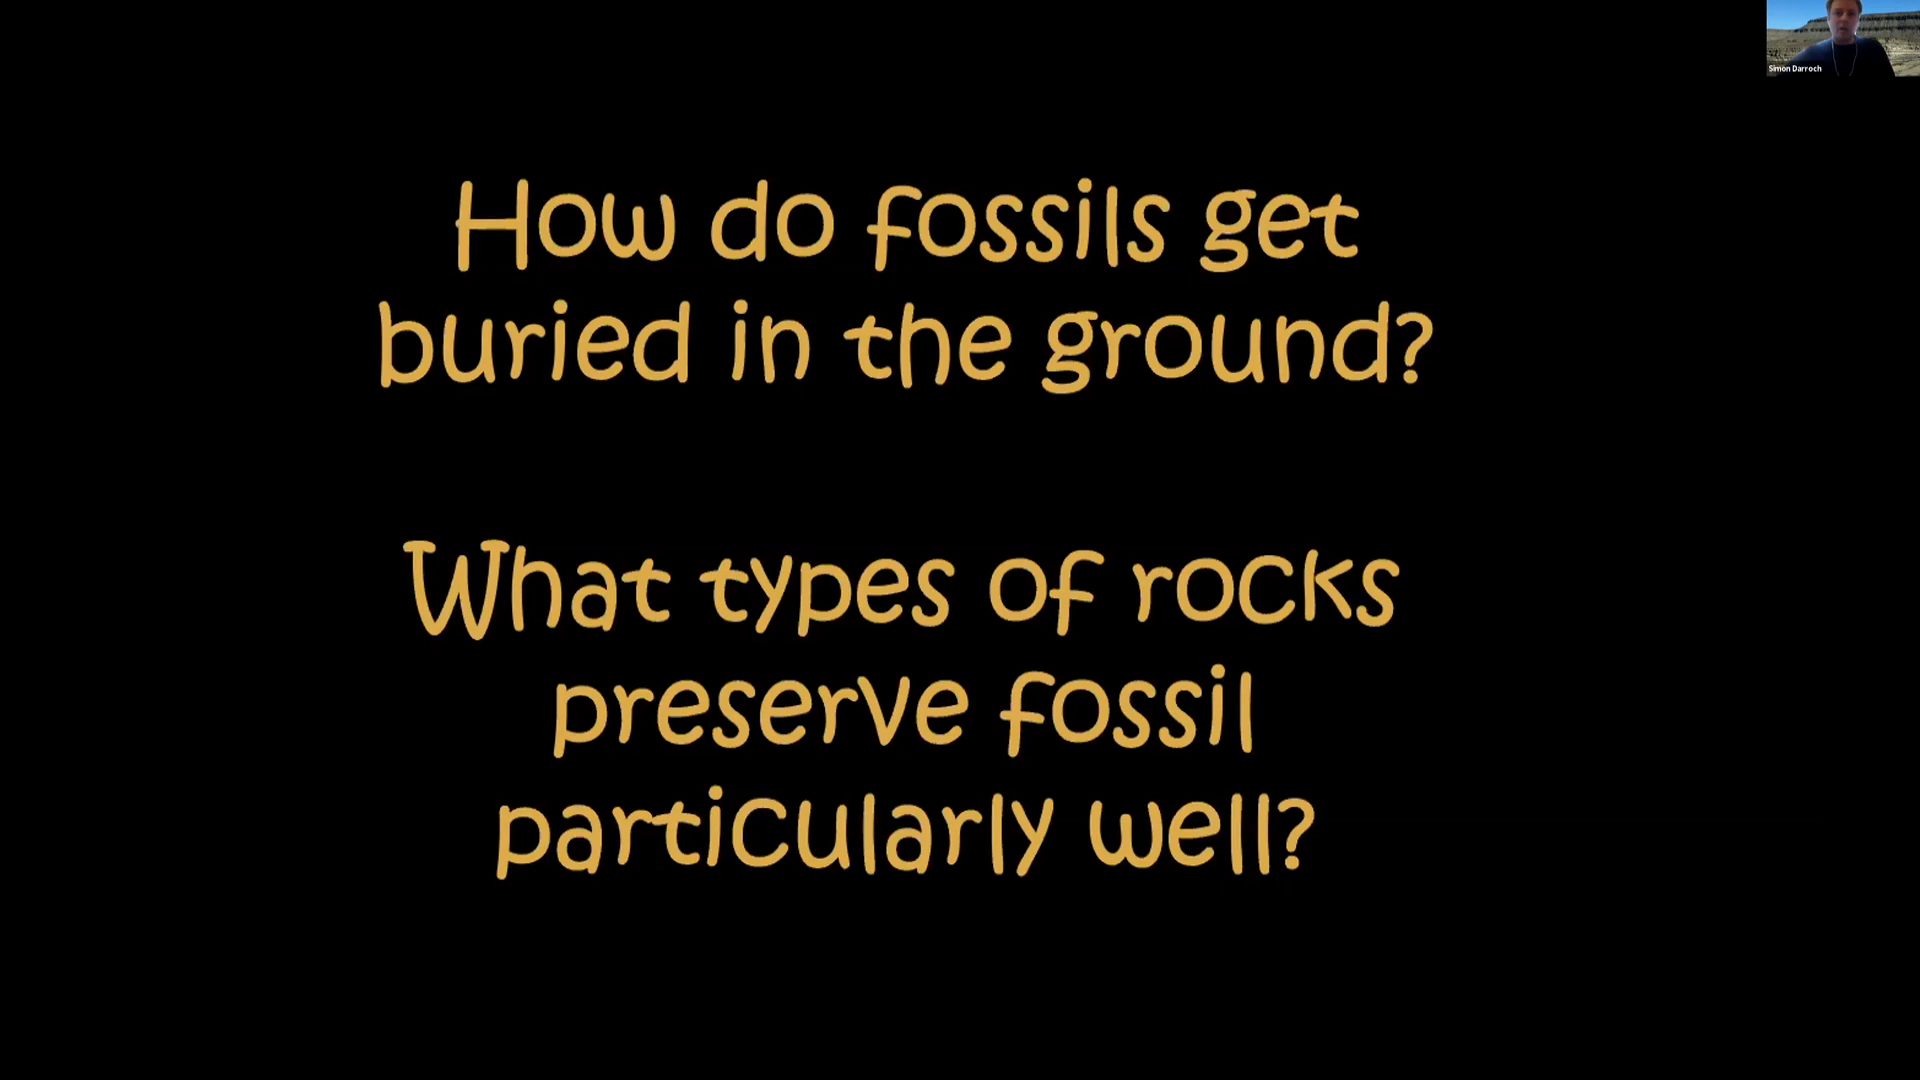 Simon Darroch
How do fossils get
buried in the ground?
What types of rocks
preserve fossil
particularly well?